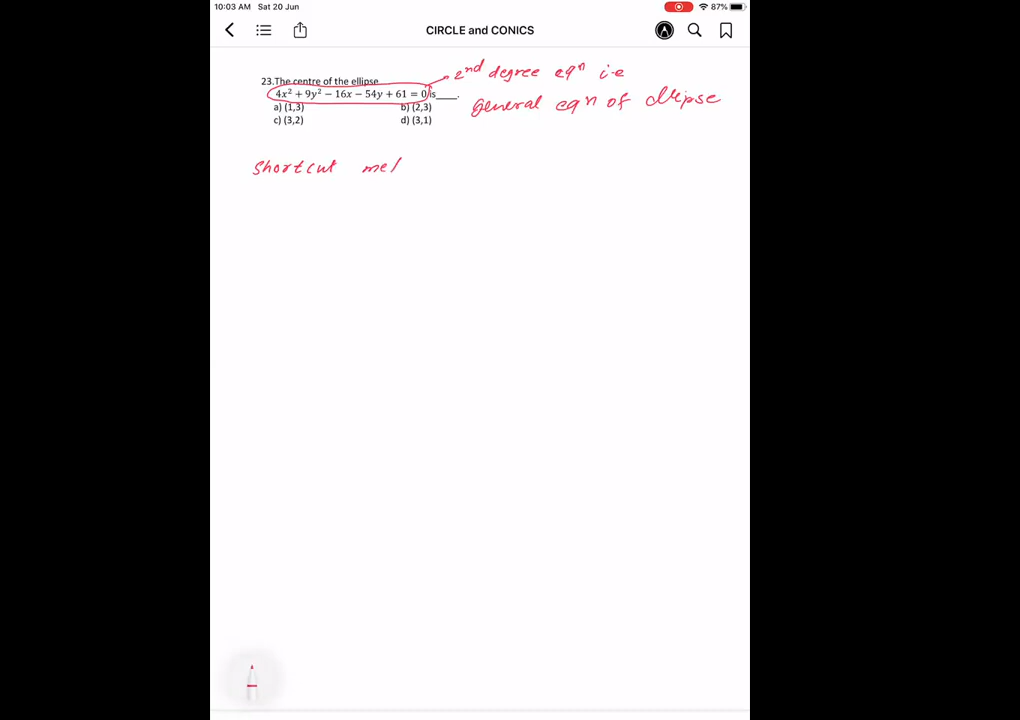 10:03 AM Sat 20 Jun 87%
CIRCLE and CONICS
23.The centre of the ellipse
4x² + 9y² − 16x − 54y + 61 = 0 is____.
a) (1,3) b) (2,3)
c) (3,2) d) (3,1)
2nd degree eqn i-e
general eqn of ellipse
shortcut